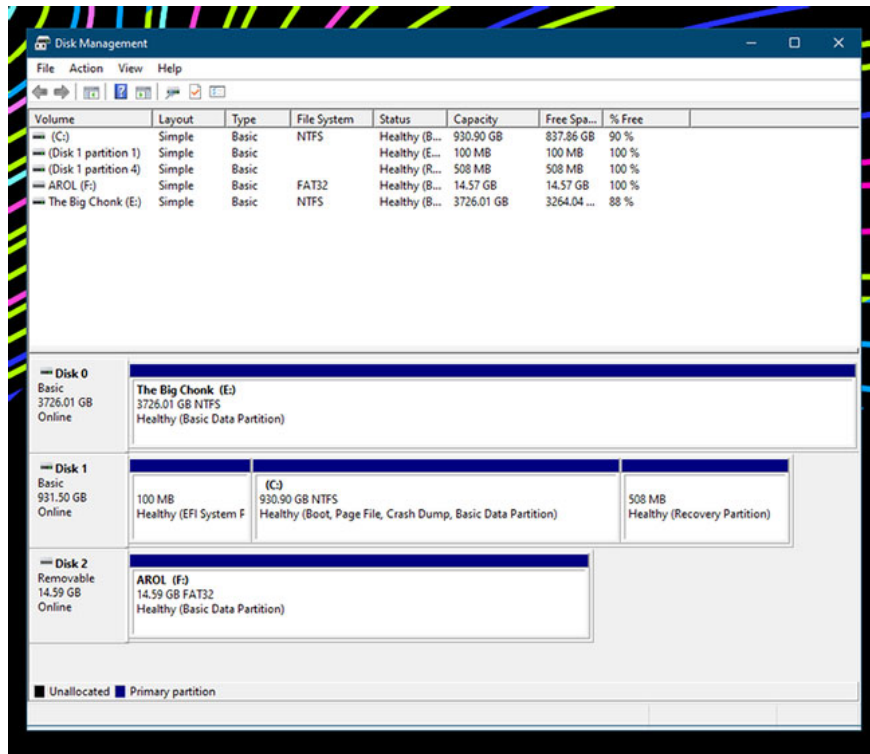 Disk Management
File Action View Help
Volume Layout Type File System Status Capacity Free Spa... % Free
(C:) Simple Basic NTFS Healthy (B... 930.90 GB 837.86 GB 90 %
(Disk 1 partition 1) Simple Basic Healthy (E... 100 MB 100 MB 100 %
(Disk 1 partition 4) Simple Basic Healthy (R... 508 MB 508 MB 100 %
AROL (F:) Simple Basic FAT32 Healthy (B... 14.57 GB 14.57 GB 100 %
The Big Chonk (E:) Simple Basic NTFS Healthy (B... 3726.01 GB 3264.04 ... 88 %
Disk 0
Basic
3726.01 GB
Online
The Big Chonk (E:)
3726.01 GB NTFS
Healthy (Basic Data Partition)
Disk 1
Basic
931.50 GB
Online
100 MB
Healthy (EFI System P
(C:)
930.90 GB NTFS
Healthy (Boot, Page File, Crash Dump, Basic Data Partition)
508 MB
Healthy (Recovery Partition)
Disk 2
Removable
14.59 GB
Online
AROL (F:)
14.59 GB FAT32
Healthy (Basic Data Partition)
Unallocated Primary partition